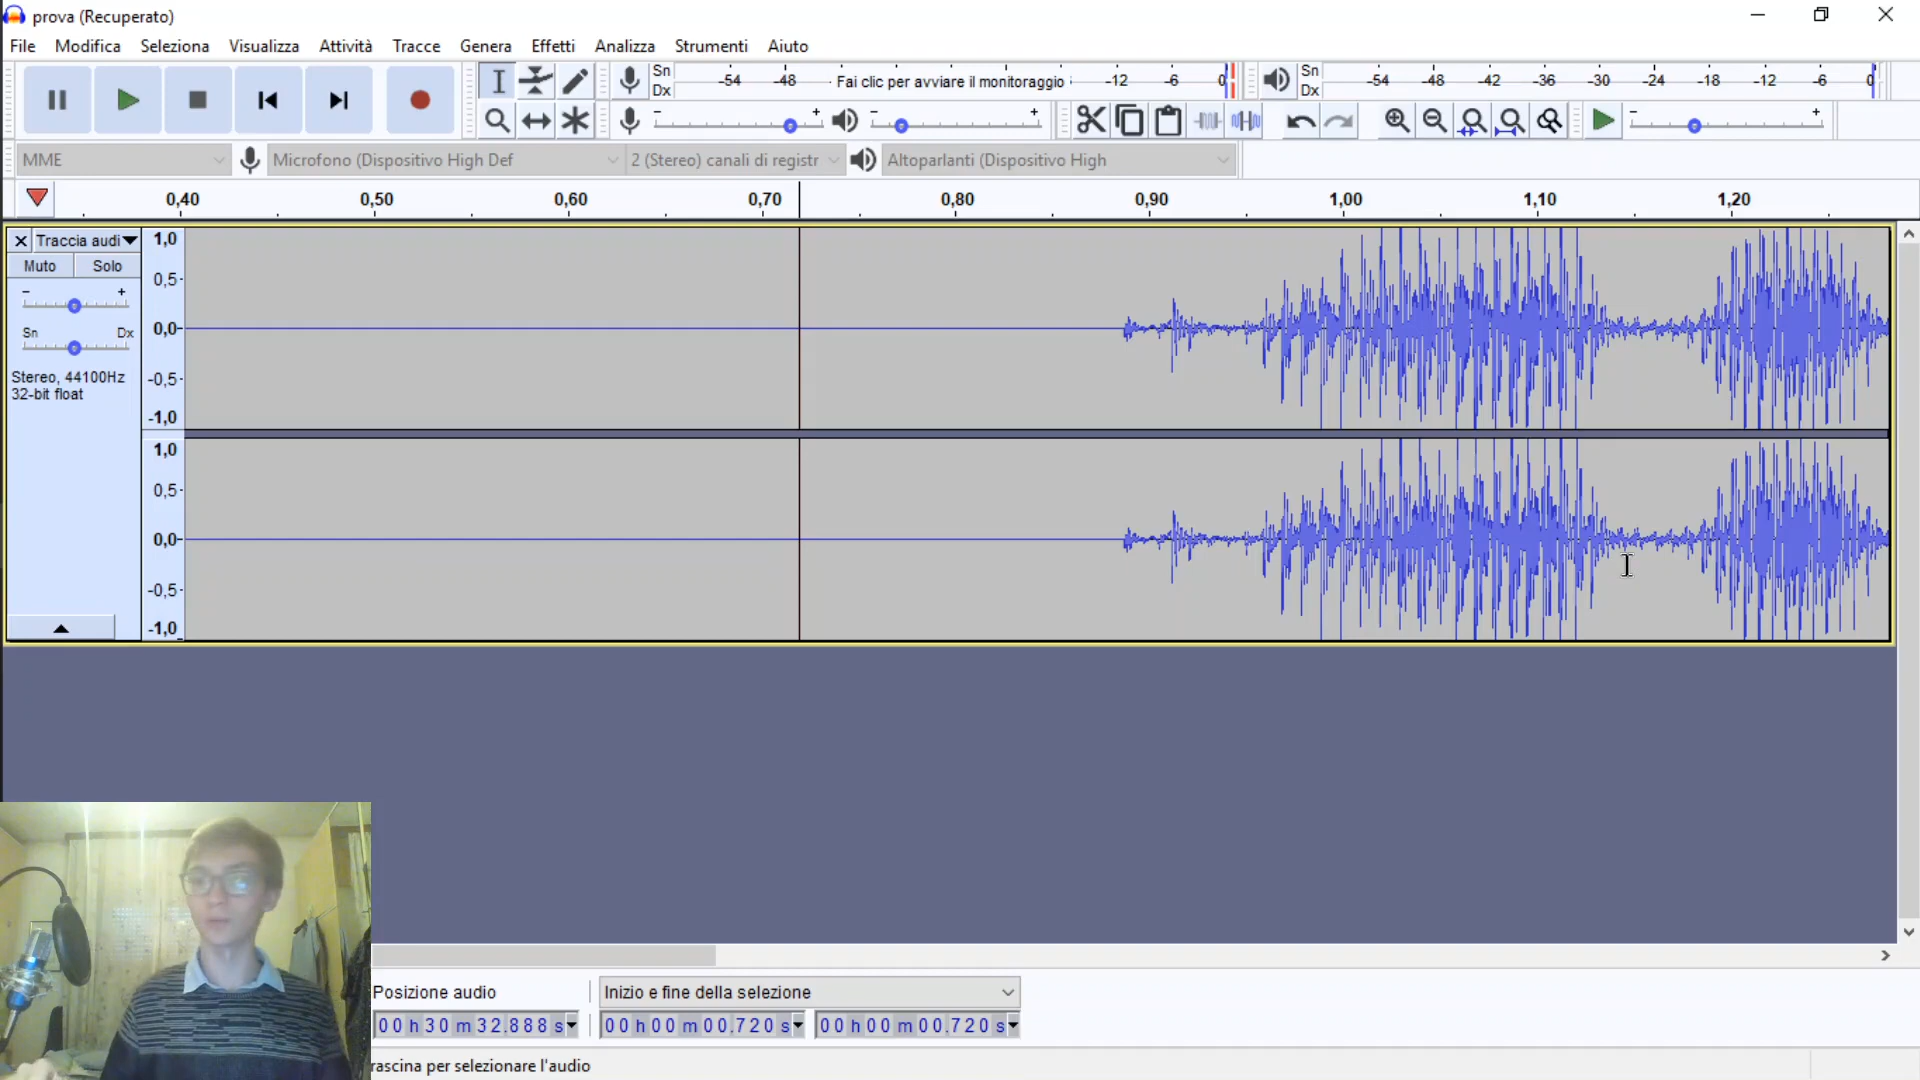 prova (Recuperato)
File Modifica Seleziona Visualizza Attività Tracce Genera Effetti Analizza Strumenti Aiuto
Sn Dx -54 -48 Fai clic per avviare il monitoraggio -12 -6 0
Sn Dx -54 -48 -42 -36 -30 -24 -18 -12 -6 0
- + - + - +
MME Microfono (Dispositivo High Def 2 (Stereo) canali di registr Altoparlanti (Dispositivo High
0,40 0,50 0,60 0,70 0,80 0,90 1,00 1,10 1,20
Traccia audi
Muto Solo
- +
Sn Dx
Stereo, 44100Hz
32-bit float
1,0
0,5
0,0
-0,5
-1,0
1,0
0,5
0,0
-0,5
-1,0
Posizione audio Inizio e fine della selezione
00 h 30 m 32.888 s 00 h 00 m 00.720 s 00 h 00 m 00.720 s
rascina per selezionare l'audio